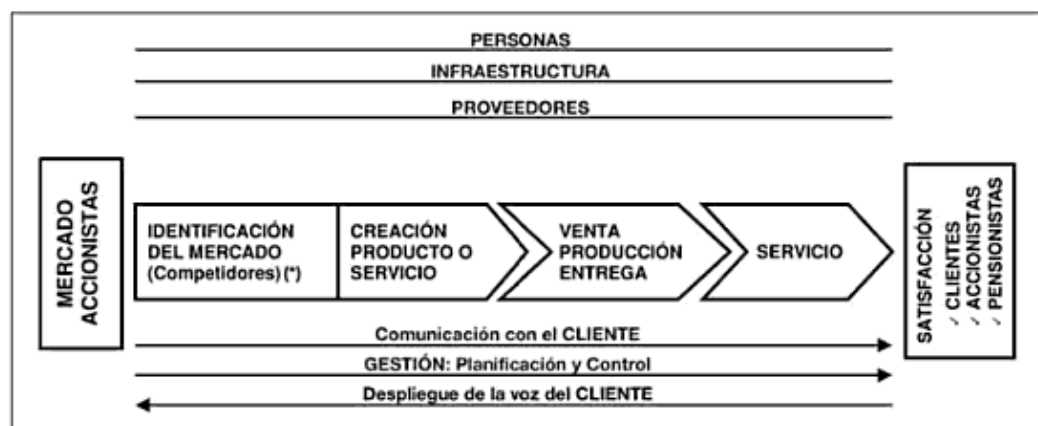 PERSONAS
INFRAESTRUCTURA
PROVEEDORES
MERCADO
ACCIONISTAS
IDENTIFICACIÓN
DEL MERCADO
(Competidores) (*)
CREACIÓN
PRODUCTO O
SERVICIO
VENTA
PRODUCCIÓN
ENTREGA
SERVICIO
SATISFACCIÓN
✓ CLIENTES
✓ ACCIONISTAS
✓ PENSIONISTAS
Comunicación con el CLIENTE
GESTIÓN: Planificación y Control
Despliegue de la voz del CLIENTE